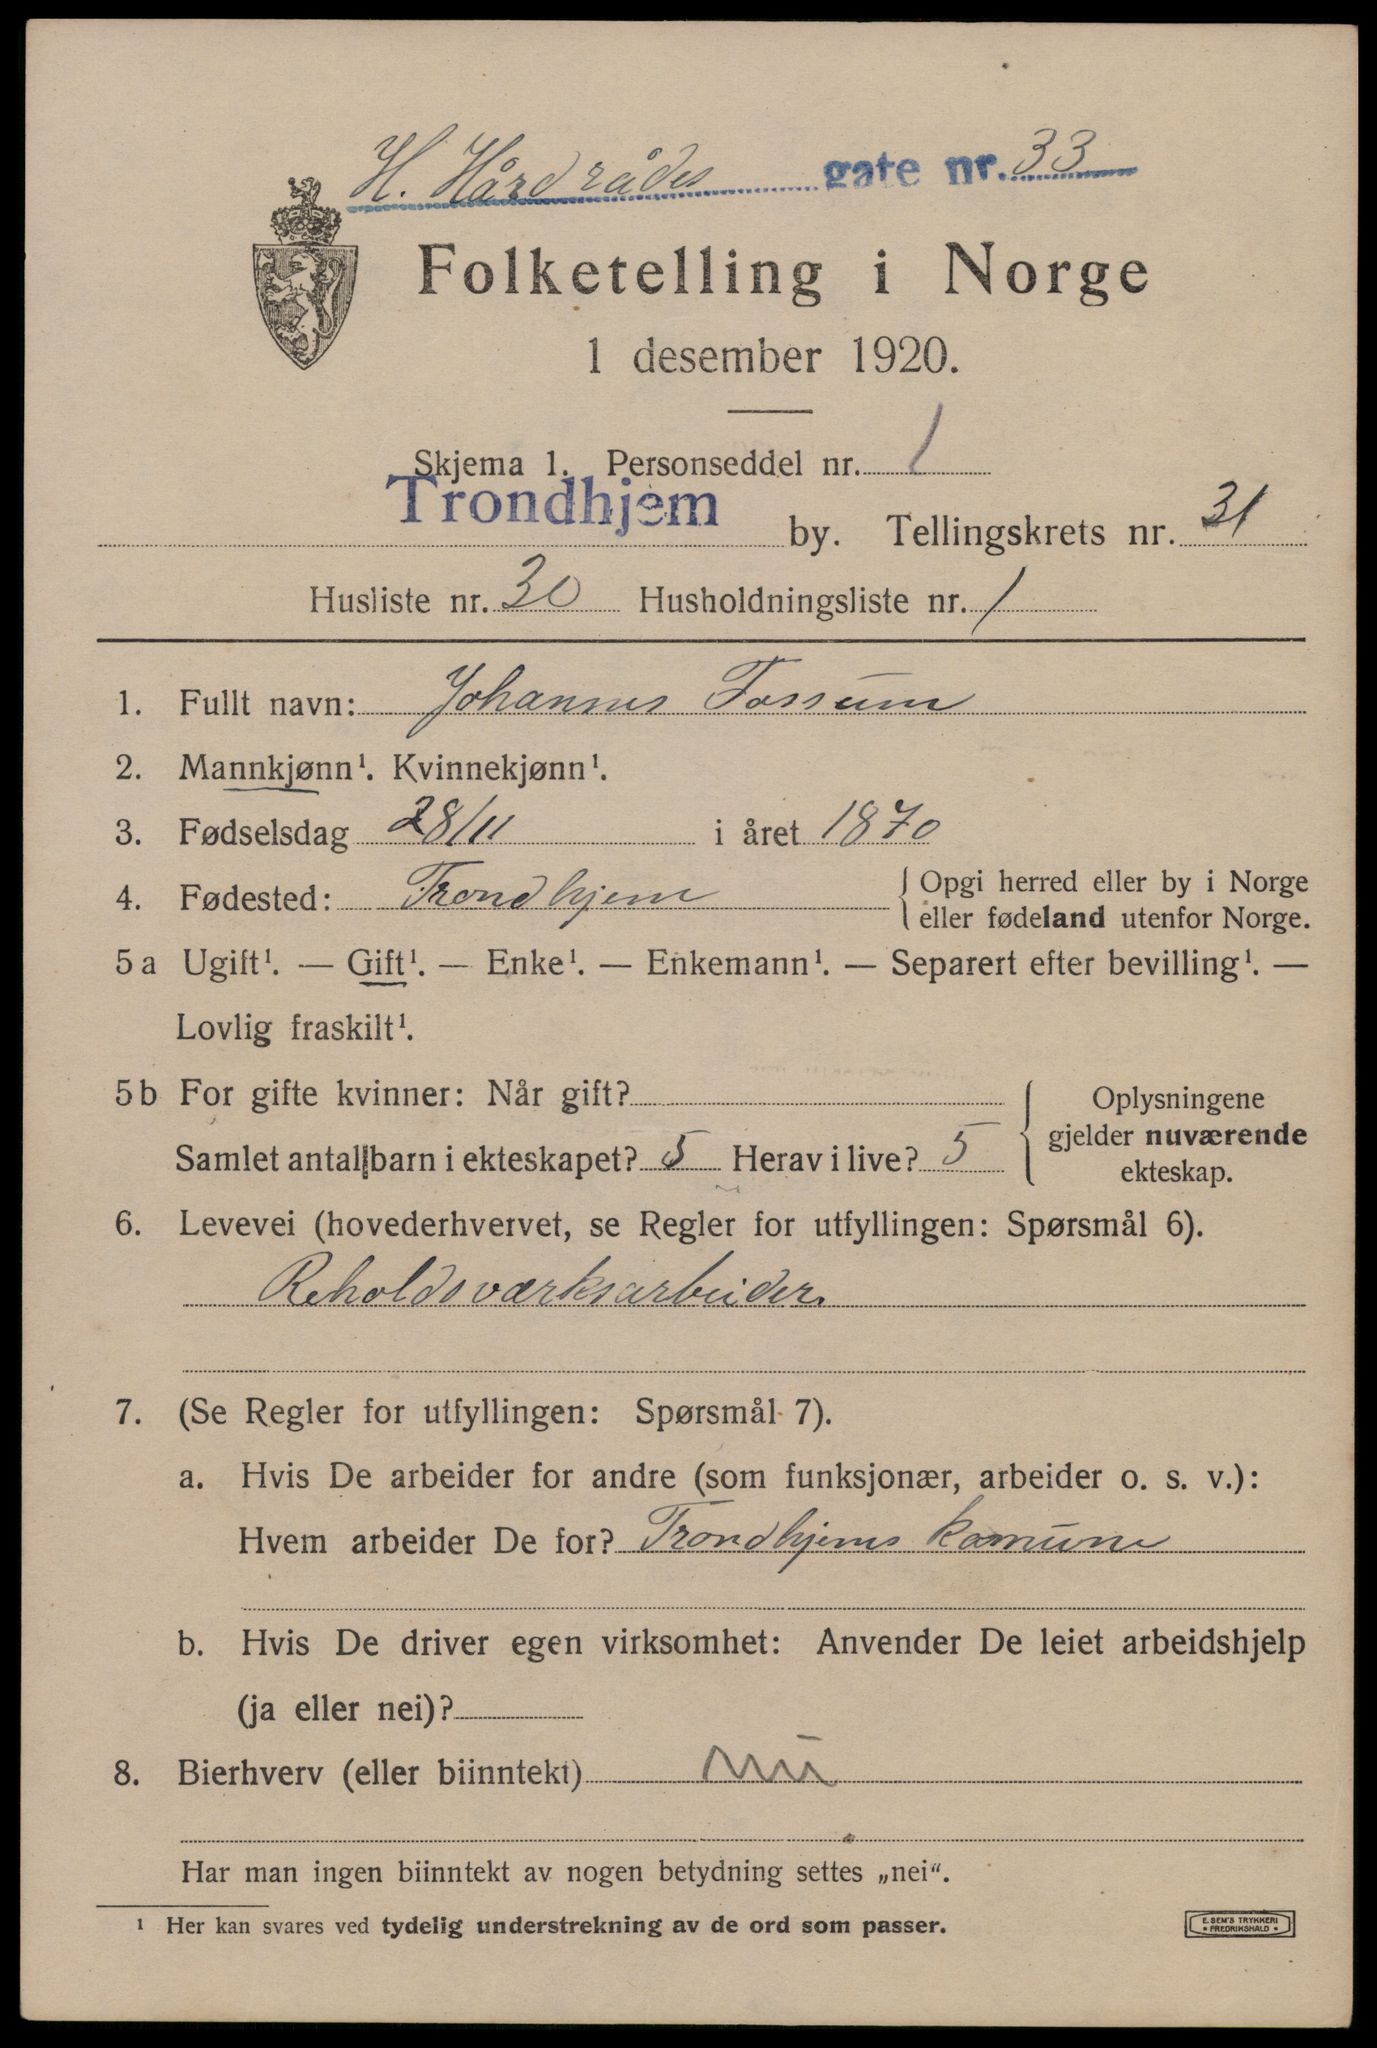 H. Hårdrådes gate nr. 33
Folketelling i Norge
1 desember 1920.
Skjema 1. Personseddel nr. 1
Trondhjem by. Tellingskrets nr. 31
Husliste nr. 30 Husholdningsliste nr. 1
1. Fullt navn: Johannes Fossum
2. Mannkjønn¹. Kvinnekjønn¹.
3. Fødselsdag 28/11 i året 1870
4. Fødested: Trondhjem { Opgi herred eller by i Norge
eller fødeland utenfor Norge.
5 a Ugift¹. — Gift¹. — Enke¹. — Enkemann¹. — Separert efter bevilling¹. —
Lovlig fraskilt¹.
5 b For gifte kvinner: Når gift?
Samlet antall barn i ekteskapet? 5 Herav i live? 5
{ Oplysningene
gjelder nuværende
ekteskap.
6. Levevei (hovederhvervet, se Regler for utfyllingen: Spørsmål 6).
Reholdsværksarbeider
7. (Se Regler for utfyllingen: Spørsmål 7).
a. Hvis De arbeider for andre (som funksjonær, arbeider o. s. v.):
Hvem arbeider De for? Trondhjems komune
b. Hvis De driver egen virksomhet: Anvender De leiet arbeidshjelp
(ja eller nei)?
8. Bierhverv (eller biinntekt) nei
Har man ingen biinntekt av nogen betydning settes „nei“.
¹ Her kan svares ved tydelig understrekning av de ord som passer.
E. SEM'S TRYKKERI
• FREDRIKSHALD •